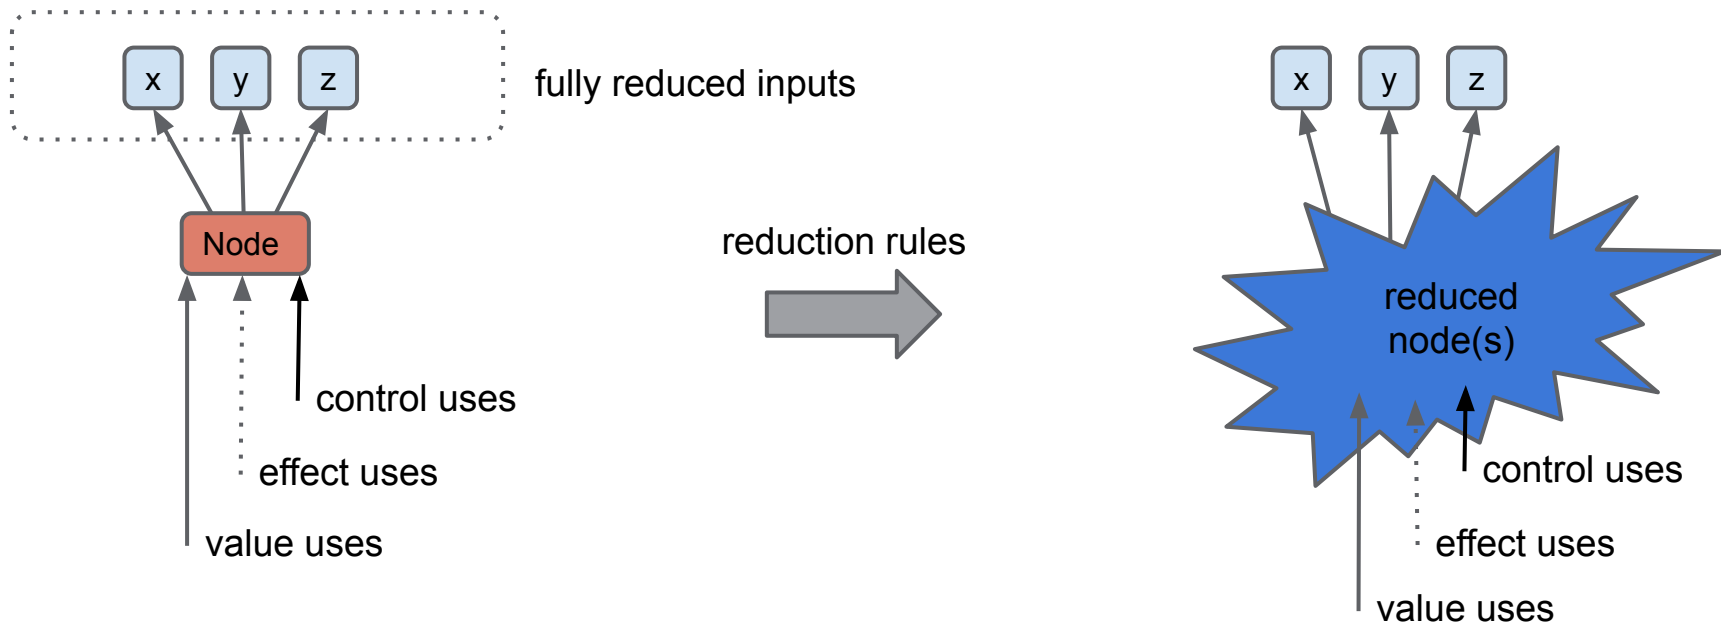 x y z
fully reduced inputs
Node
control uses
effect uses
value uses
reduction rules
x y z
reduced
node(s)
control uses
effect uses
value uses